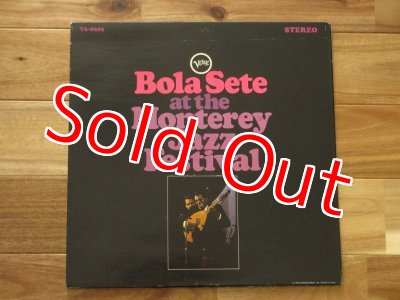 V6-8689
STEREO
Verve
Bola Sete
at the
Monterey
Jazz
Festival
Sold Out